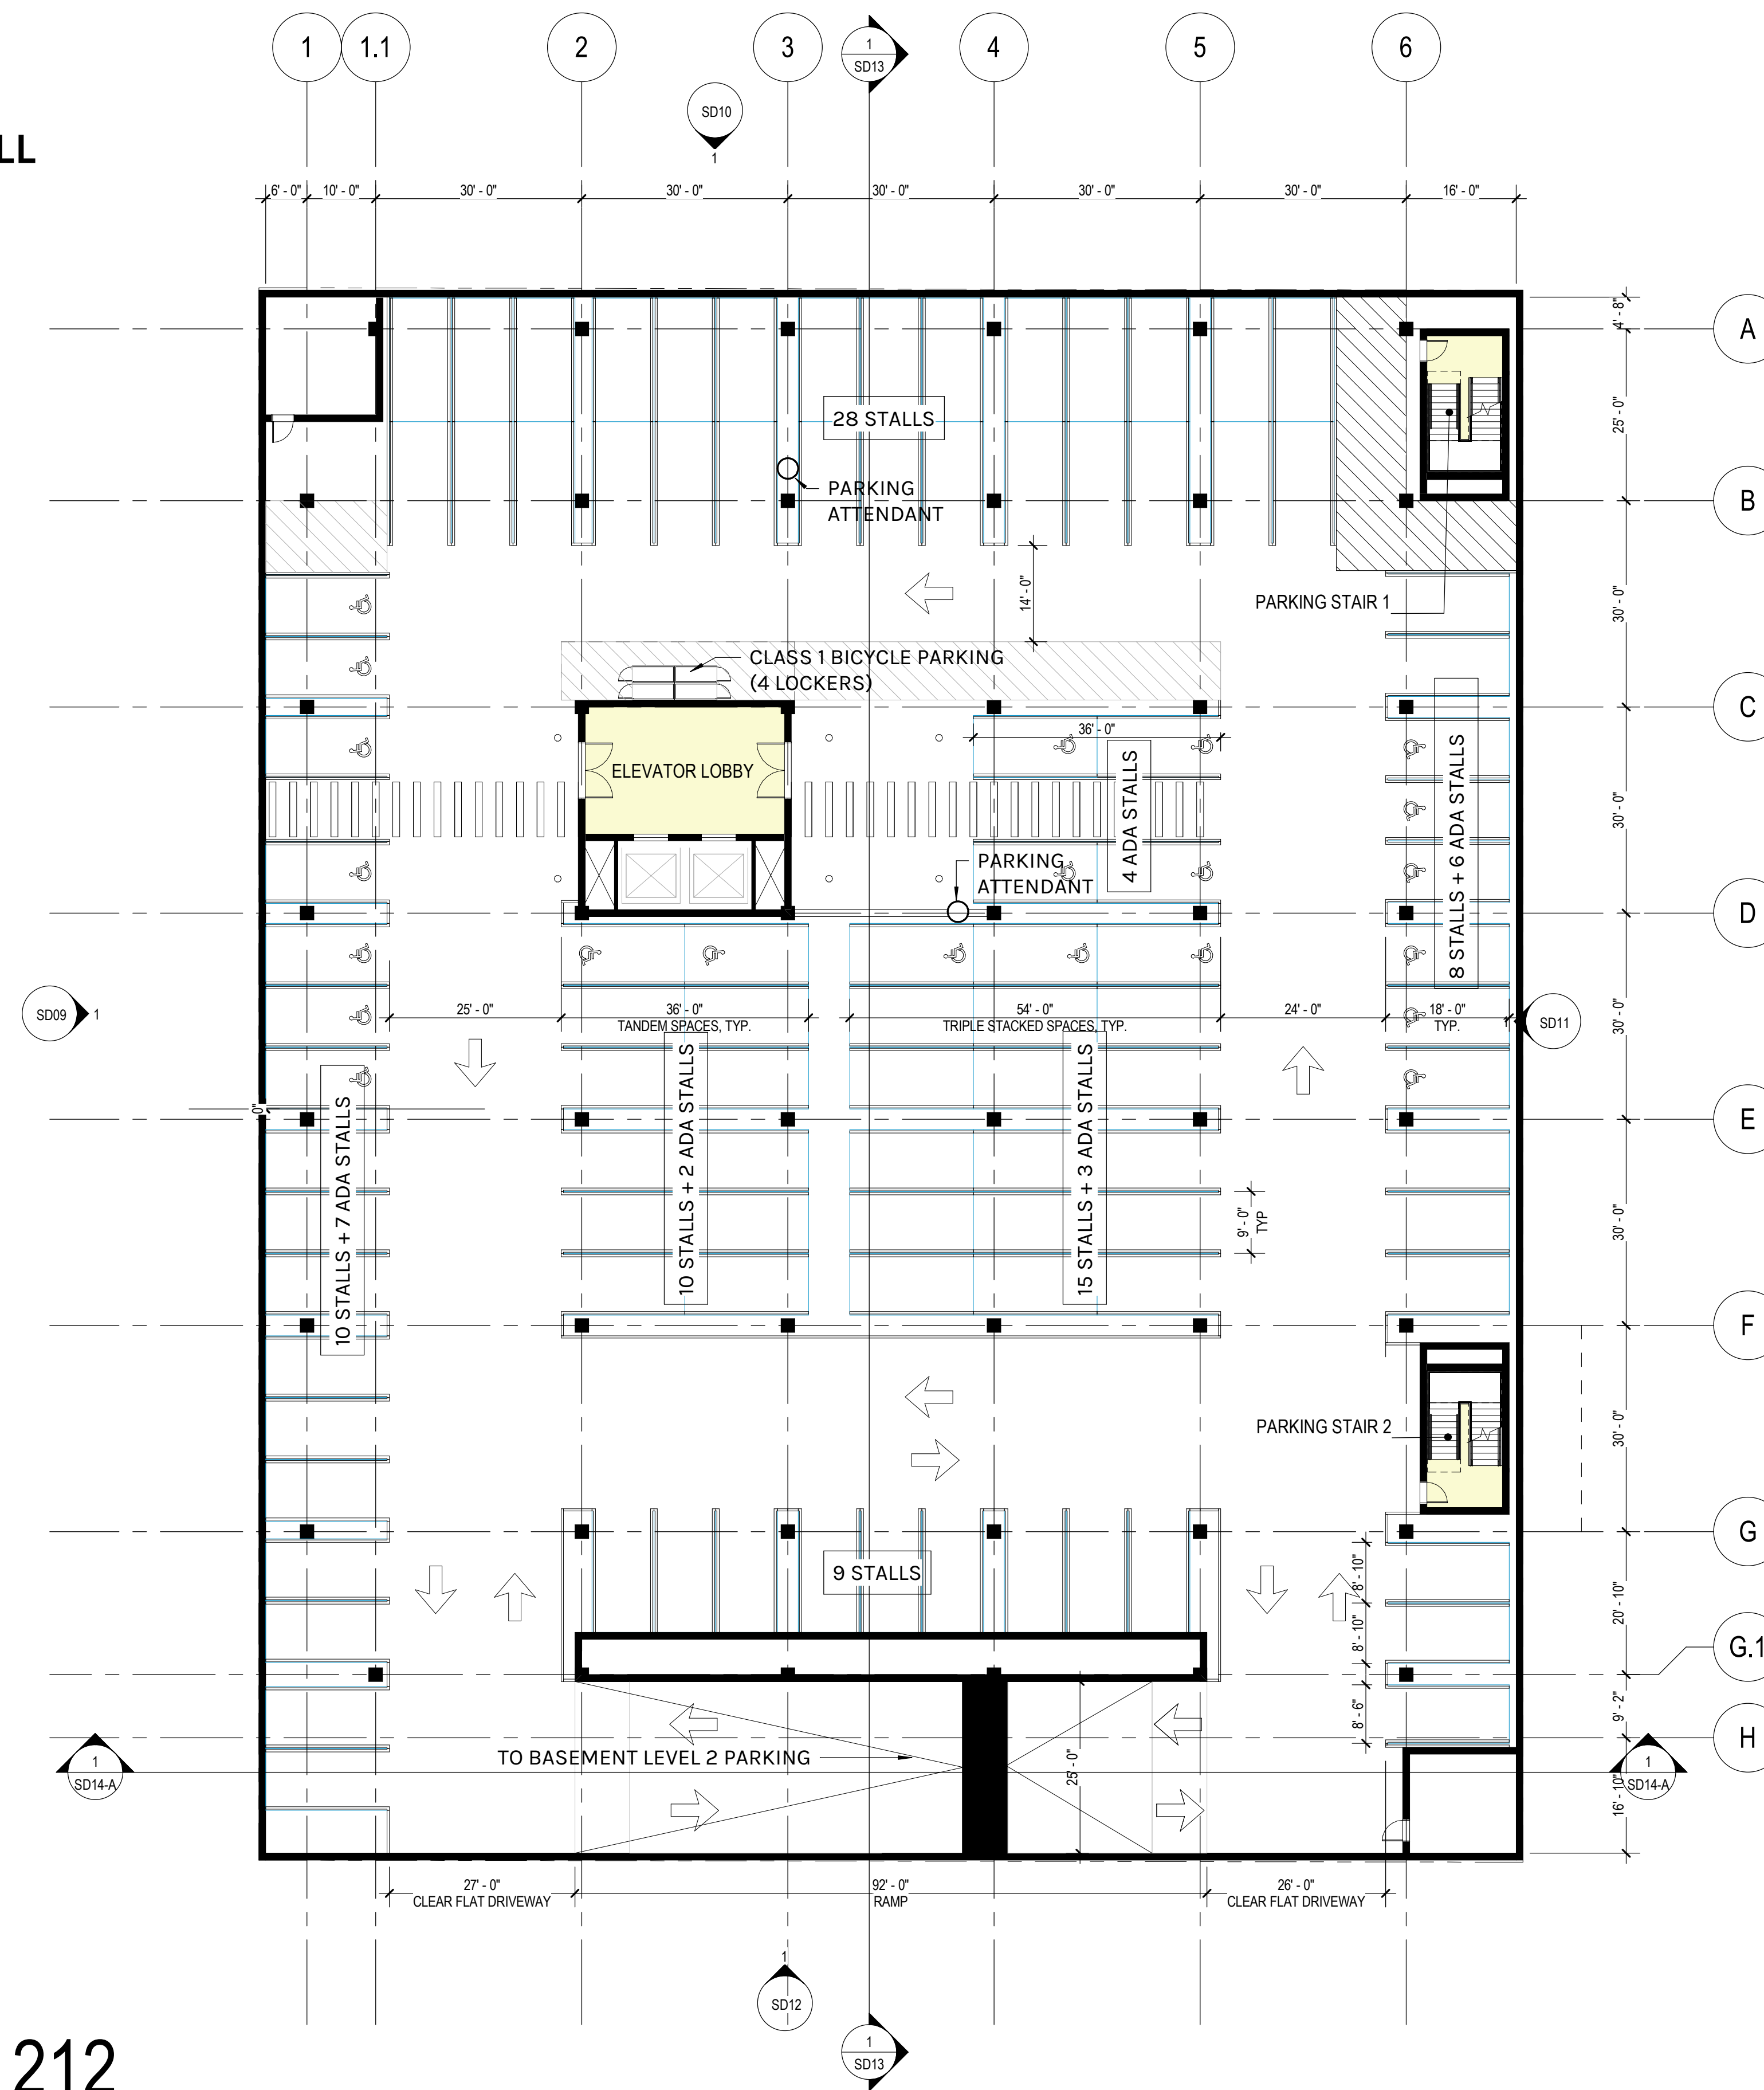 1
1.1
2
3
4
5
6
1
SD13
SD10
1
LL
6' - 0"
10' - 0"
30' - 0"
30' - 0"
30' - 0"
30' - 0"
30' - 0"
16' - 0"
4' - 8"
A
28 STALLS
25' - 0"
PARKING
ATTENDANT
B
14' - 0"
PARKING STAIR 1
30' - 0"
CLASS 1 BICYCLE PARKING
(4 LOCKERS)
C
36' - 0"
ELEVATOR LOBBY
4 ADA STALLS
8 STALLS + 6 ADA STALLS
30' - 0"
PARKING
ATTENDANT
D
SD09
1
25' - 0"
36' - 0"
TANDEM SPACES, TYP.
54' - 0"
TRIPLE STACKED SPACES, TYP.
24' - 0"
18' - 0"
TYP.
1
SD11
30' - 0"
0"
E
10 STALLS + 7 ADA STALLS
10 STALLS + 2 ADA STALLS
15 STALLS + 3 ADA STALLS
9' - 0"
TYP
30' - 0"
F
PARKING STAIR 2
30' - 0"
G
9 STALLS
8' - 10"
8' - 10"
20' - 10"
G.1
8' - 6"
9' - 2"
H
TO BASEMENT LEVEL 2 PARKING
25' - 0"
1
SD14-A
1
SD14-A
16' - 10"
27' - 0"
CLEAR FLAT DRIVEWAY
92' - 0"
RAMP
26' - 0"
CLEAR FLAT DRIVEWAY
1
SD12
1
SD13
212